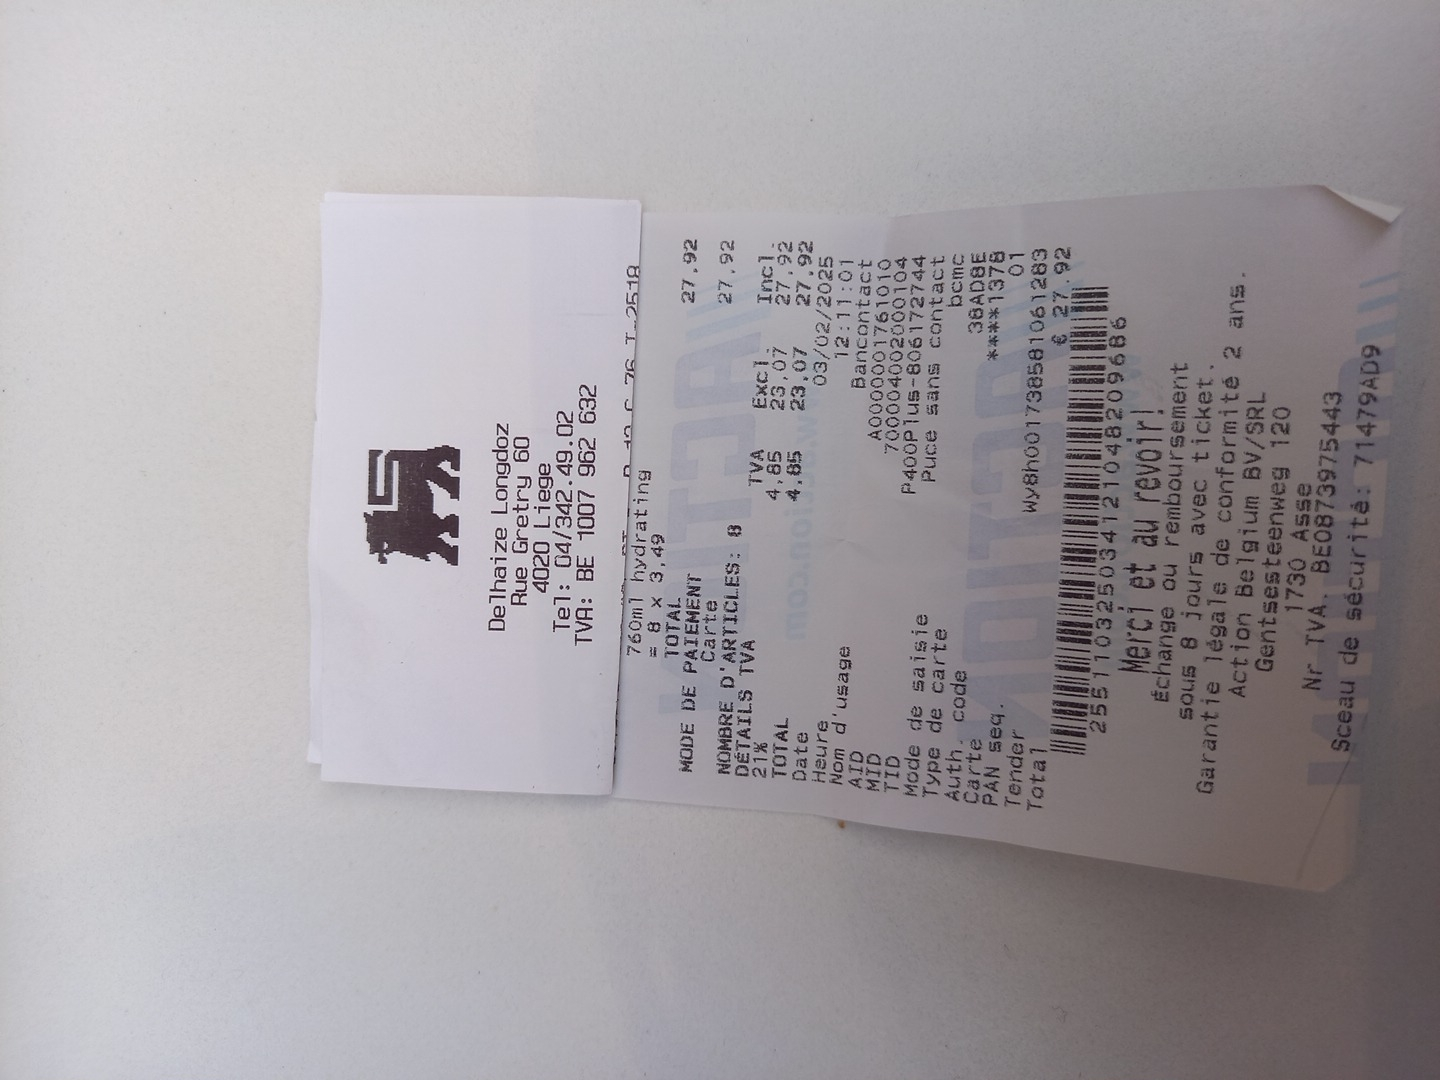 Delhaize Longdoz
Rue Gretry 60
4020 Liege
Tel: 04/342.49.02
TVA: BE 1007 962 632
760ml hydrating
= 8 x 3,49
TOTAL 27,92
MODE DE PAIEMENT
Carte 27,92
NOMBRE D'ARTICLES: 8
DÉTAILS TVA TVA Excl. Incl.
21% 4,85 23,07 27,92
TOTAL 4,85 23,07 27,92
Date 03/02/2025
Heure 12:11:01
Nom d'usage Bancontact
AID A0000001761010
MID 7000040020000104
TID P400Plus-806172744
Mode de saisie Puce sans contact
Type de carte bcmc
Auth. code 38AD8E
Carte ****1378
PAN seq. 01
Tender Wy8h001738581061283
Total € 27,92
255110325034121048209686
Merci et au revoir!
Échange ou remboursement
sous 8 jours avec ticket.
Garantie légale de conformité 2 ans.
Action Belgium BV/SRL
Gentsesteenweg 120
1730 Asse
Nr TVA. BE0873975443
Sceau de sécurité: 71479AD9